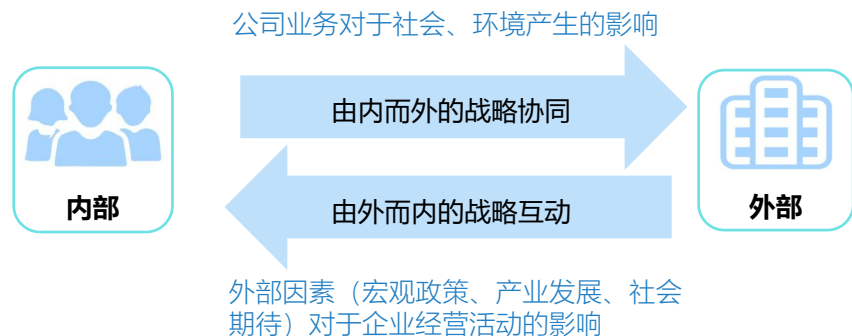 公司业务对于社会、环境产生的影响
由内而外的战略协同
内部
外部
由外而内的战略互动
外部因素（宏观政策、产业发展、社会
期待）对于企业经营活动的影响